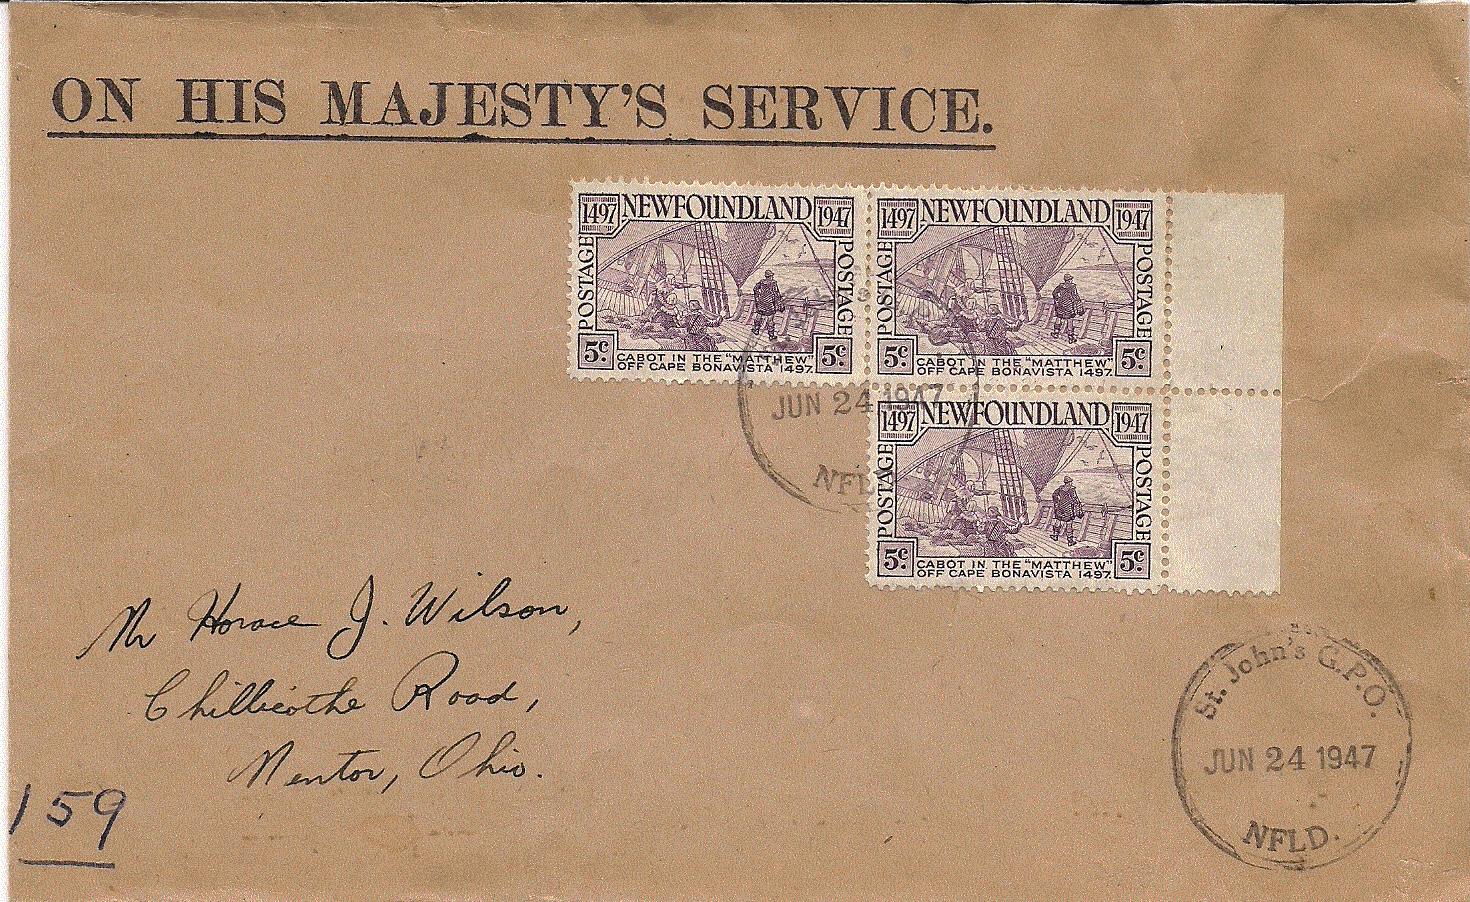 ON HIS MAJESTY'S SERVICE.
1497 NEWFOUNDLAND 1947
POSTAGE POSTAGE
5¢ CABOT IN THE "MATTHEW" 5¢
OFF CAPE BONAVISTA 1497.
1497 NEWFOUNDLAND 1947
POSTAGE POSTAGE
5¢ CABOT IN THE "MATTHEW" 5¢
OFF CAPE BONAVISTA 1497.
JUN 24 1947
NFLD
1497 NEWFOUNDLAND 1947
POSTAGE POSTAGE
5¢ CABOT IN THE "MATTHEW" 5¢
OFF CAPE BONAVISTA 1497.
Mr Horace J. Wilson,
Chillicothe Road,
Mentor, Ohio.
159
St. John's G.P.O.
JUN 24 1947
NFLD.